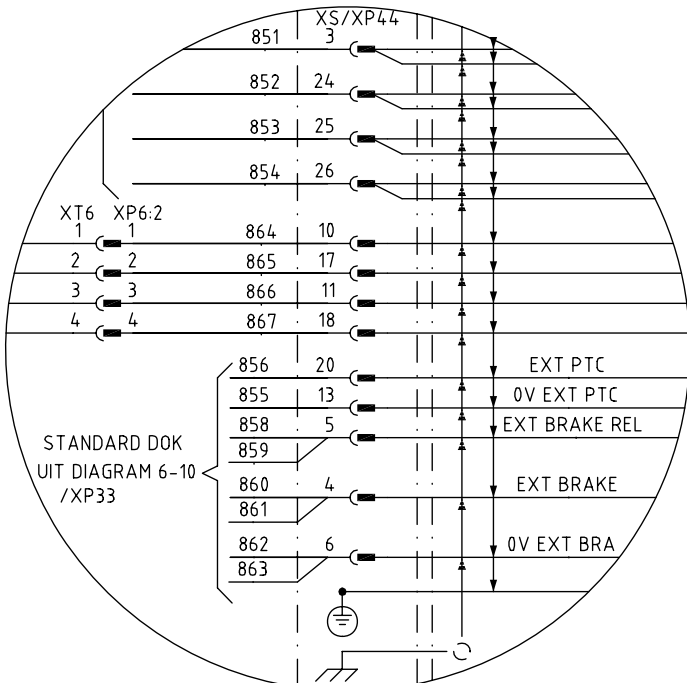 XS/XP44
851 3
852 24
853 25
854 26
XT6 XP6:2
1 1 864 10
2 2 865 17
3 3 866 11
4 4 867 18
856 20 EXT PTC
855 13 0V EXT PTC
858 5 EXT BRAKE REL
859
STANDARD DOK
UIT DIAGRAM 6-10
/XP33
860 4 EXT BRAKE
861
862 6 0V EXT BRA
863